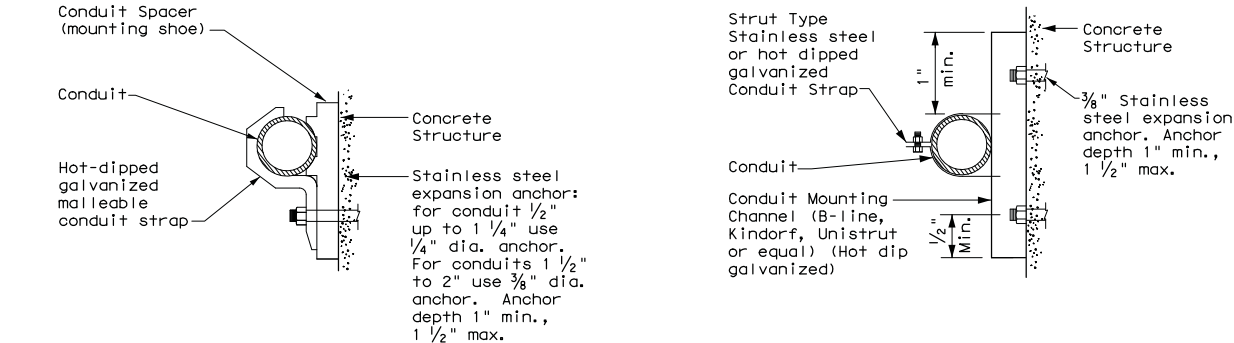 Conduit Spacer
(mounting shoe)
Conduit
Hot-dipped
galvanized
malleable
conduit strap
Concrete
Structure
Stainless steel
expansion anchor:
for conduit 1/2"
up to 1 1/4" use
1/4" dia. anchor.
For conduits 1 1/2"
to 2" use 3/8" dia.
anchor. Anchor
depth 1" min.,
1 1/2" max.
Strut Type
Stainless steel
or hot dipped
galvanized
Conduit Strap
Conduit
Conduit Mounting
Channel (B-line,
Kindorf, Unistrut
or equal) (Hot dip
galvanized)
1"
min.
1/2"
Min.
Concrete
Structure
3/8" Stainless
steel expansion
anchor. Anchor
depth 1" min.,
1 1/2" max.